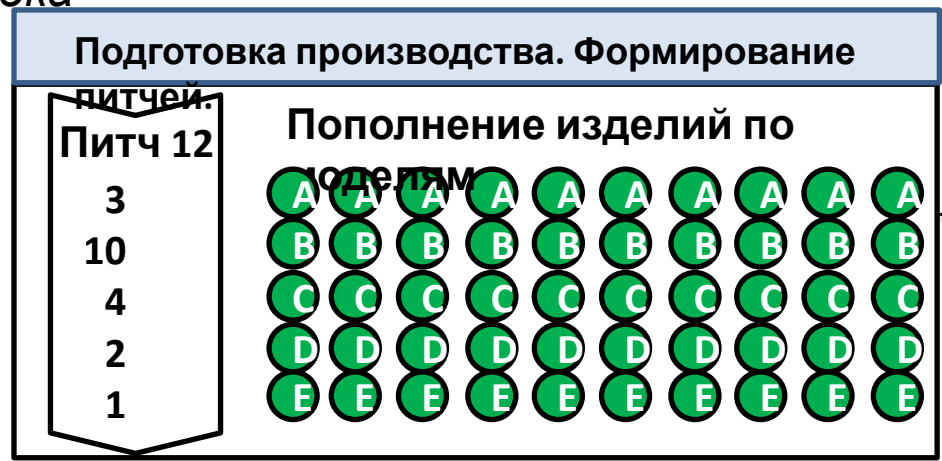 Подготовка производства. Формирование
питчей.
Питч 12
Пополнение изделий по
моделям
3 A A A A A A A A A A
10 B B B B B B B B B B
4 C C C C C C C C C C
2 D D D D D D D D D D
1 E E E E E E E E E E